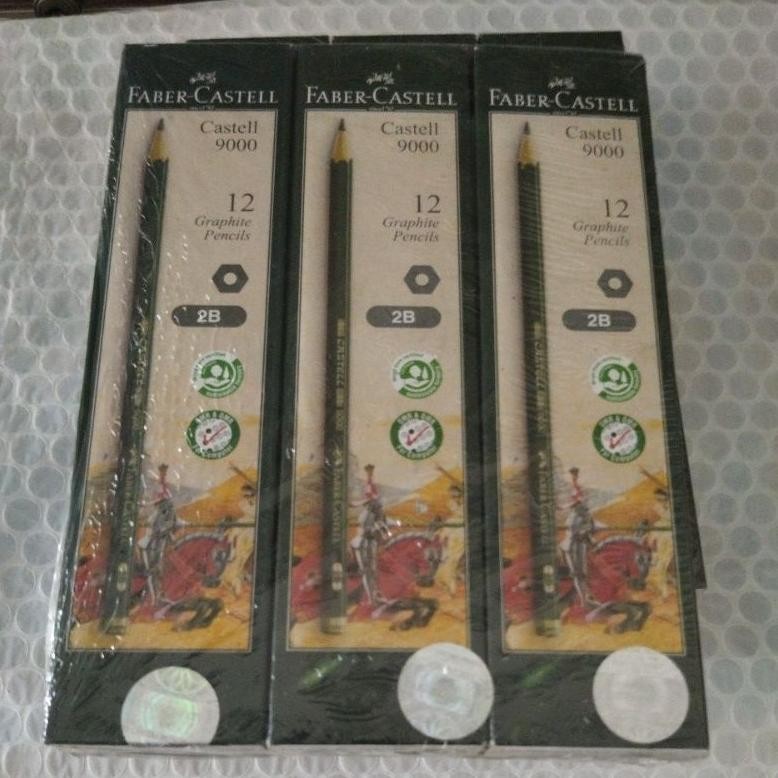 FABER-CASTELL
Castell
9000
12
Graphite
Pencils
2B
FABER-CASTELL
Castell
9000
12
Graphite
Pencils
2B
FABER-CASTELL
Castell
9000
12
Graphite
Pencils
2B